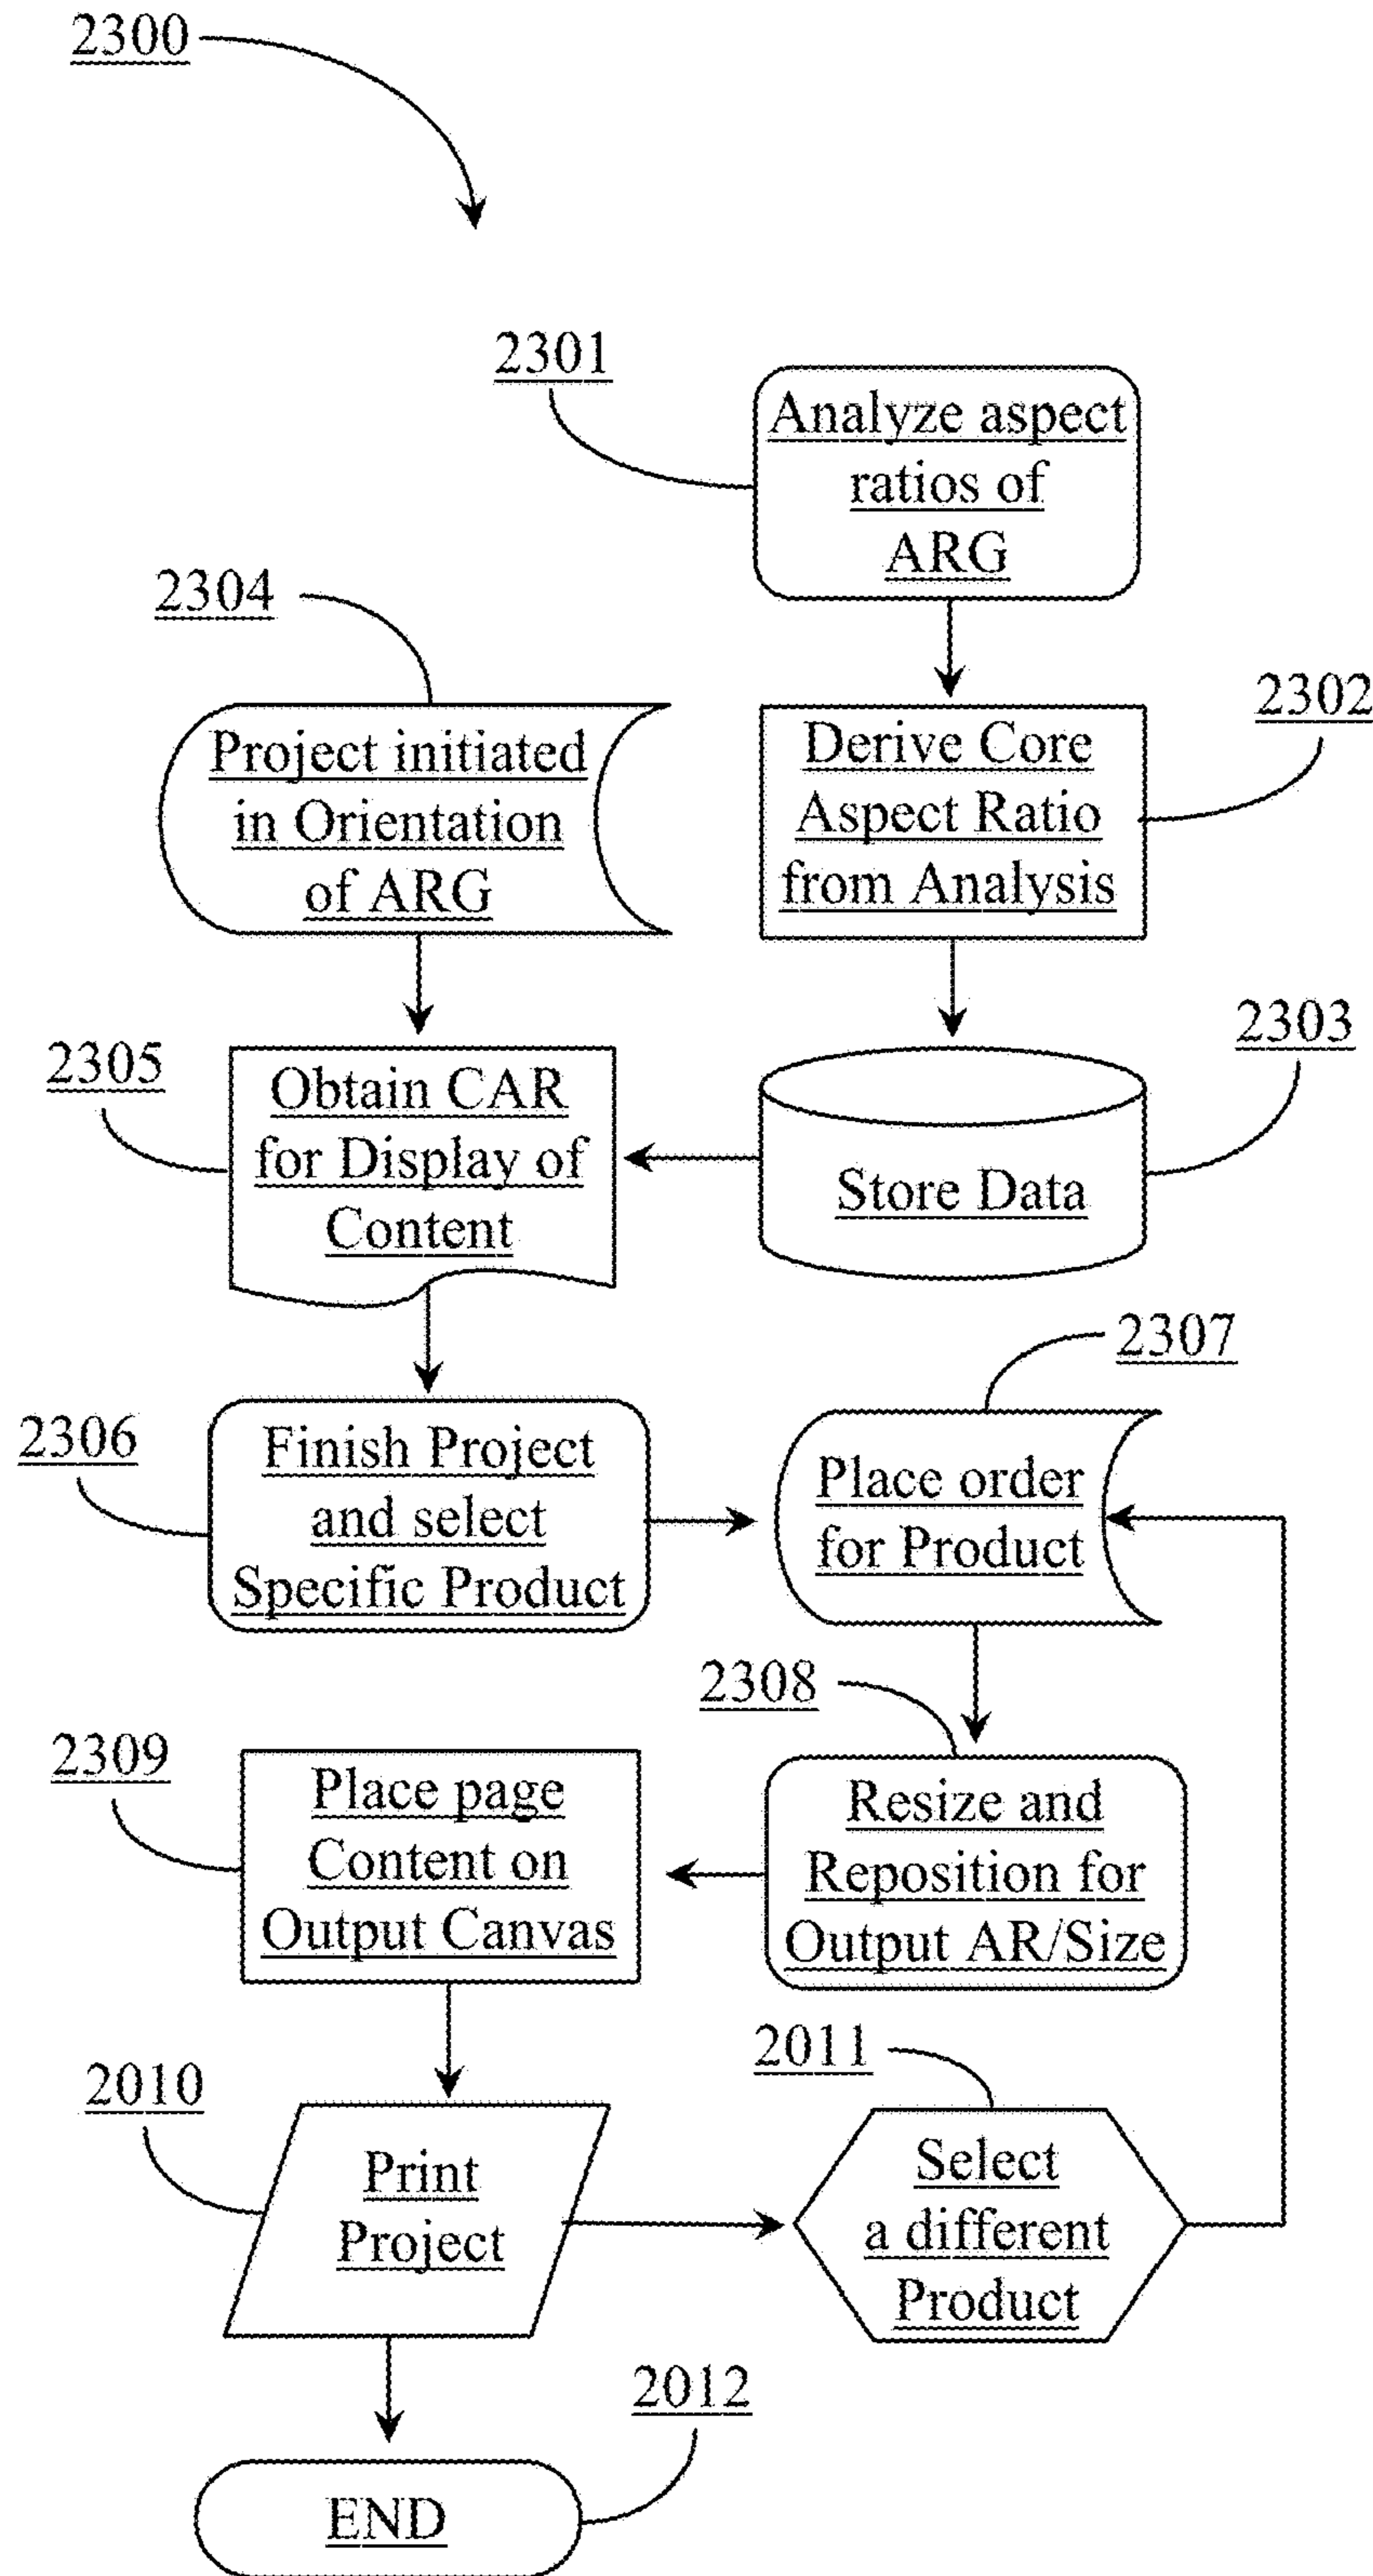 2300
2301
Analyze aspect
ratios of
ARG
2304
2302
Project initiated
in Orientation
of ARG
Derive Core
Aspect Ratio
from Analysis
2305
2303
Obtain CAR
for Display of
Content
Store Data
2307
2306
Finish Project
and select
Specific Product
Place order
for Product
2308
2309
Place page
Content on
Output Canvas
Resize and
Reposition for
Output AR/Size
2010
2011
Print
Project
Select
a different
Product
2012
END